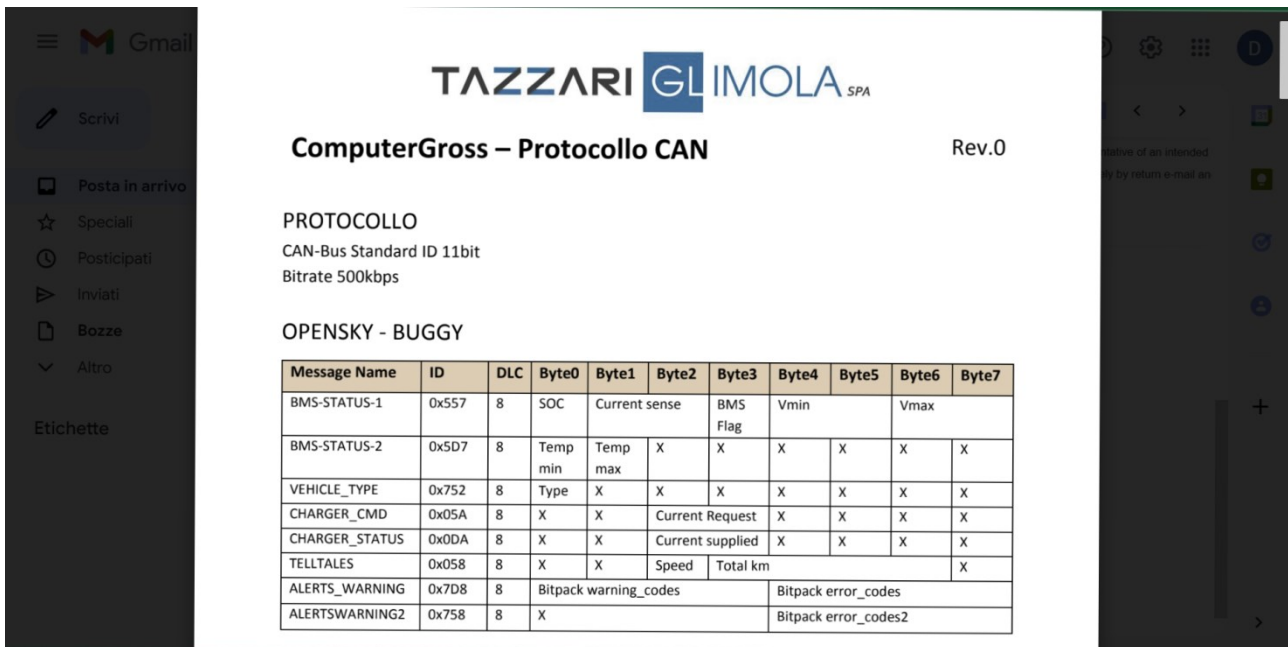 Gmail
TAZZARI GL IMOLA SPA
D
Scrivi
ComputerGross – Protocollo CAN Rev.0
Posta in arrivo
Speciali
PROTOCOLLO
CAN-Bus Standard ID 11bit
Posticipati
Bitrate 500kbps
Inviati
Bozze
OPENSKY - BUGGY
Altro
Etichette
Message Name ID DLC Byte0 Byte1 Byte2 Byte3 Byte4 Byte5 Byte6 Byte7
BMS-STATUS-1 0x557 8 SOC Current sense BMS Flag Vmin Vmax
BMS-STATUS-2 0x5D7 8 Temp min Temp max X X X X X X
VEHICLE_TYPE 0x752 8 Type X X X X X X X
CHARGER_CMD 0x05A 8 X X Current Request X X X X
CHARGER_STATUS 0x0DA 8 X X Current supplied X X X X
TELLTALES 0x058 8 X X Speed Total km X
ALERTS_WARNING 0x7D8 8 Bitpack warning_codes Bitpack error_codes
ALERTSWARNING2 0x758 8 X Bitpack error_codes2